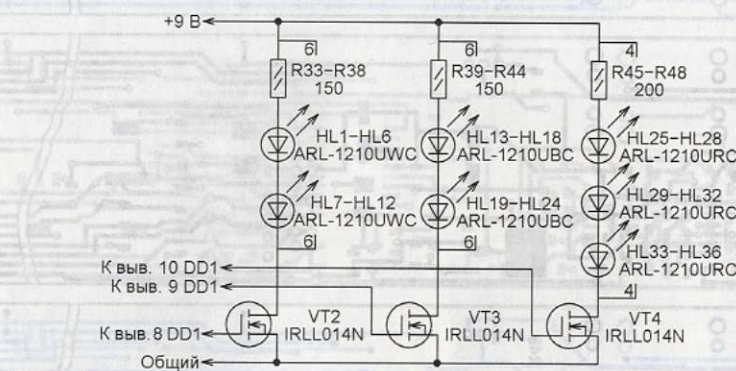 +9 В
6
6
4
R33–R38
150
R39–R44
150
R45–R48
200
HL1–HL6
ARL-1210UWC
HL13–HL18
ARL-1210UBC
HL25–HL28
ARL-1210URC
HL7–HL12
ARL-1210UWC
HL19–HL24
ARL-1210UBC
HL29–HL32
ARL-1210URC
6
6
HL33–HL36
ARL-1210URC
4
К выв. 10 DD1
К выв. 9 DD1
VT2
IRLL014N
VT3
IRLL014N
VT4
IRLL014N
К выв. 8 DD1
Общий